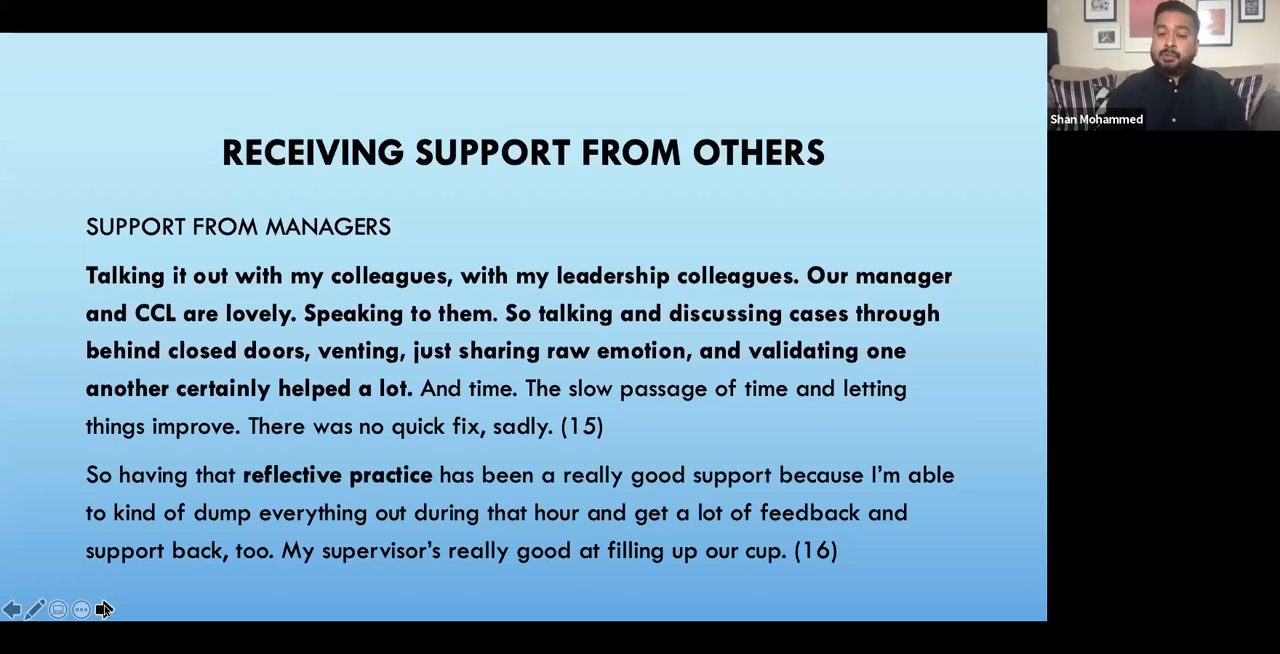 RECEIVING SUPPORT FROM OTHERS
SUPPORT FROM MANAGERS
Talking it out with my colleagues, with my leadership colleagues. Our manager
and CCL are lovely. Speaking to them. So talking and discussing cases through
behind closed doors, venting, just sharing raw emotion, and validating one
another certainly helped a lot. And time. The slow passage of time and letting
things improve. There was no quick fix, sadly. (15)
So having that reflective practice has been a really good support because I’m able
to kind of dump everything out during that hour and get a lot of feedback and
support back, too. My supervisor’s really good at filling up our cup. (16)
Shan Mohammed